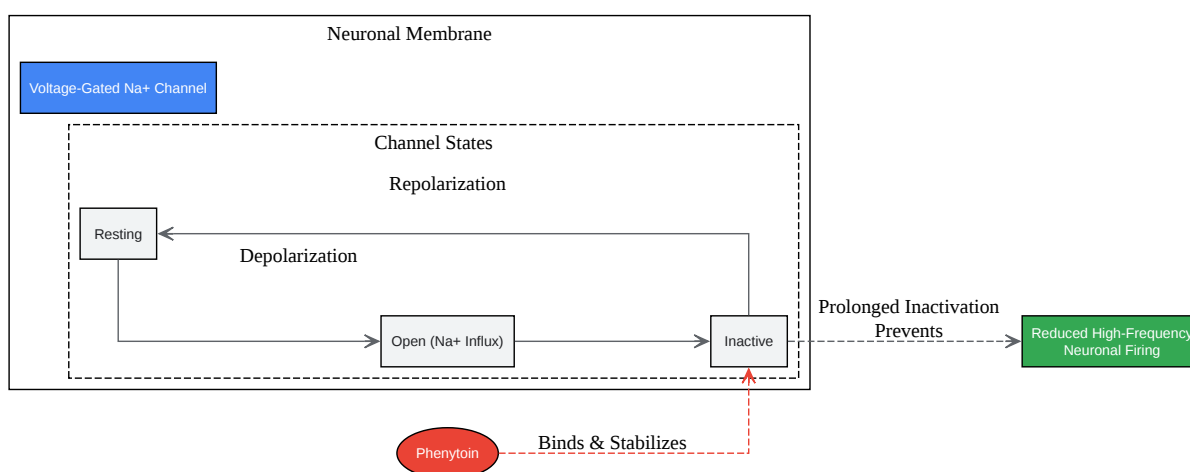 Neuronal Membrane
Voltage-Gated Na+ Channel
Channel States
Repolarization
Resting
Depolarization
Prolonged Inactivation
Prevents
Open (Na+ Influx)
Inactive
Reduced High-Frequency
Neuronal Firing
Phenytoin
Binds & Stabilizes